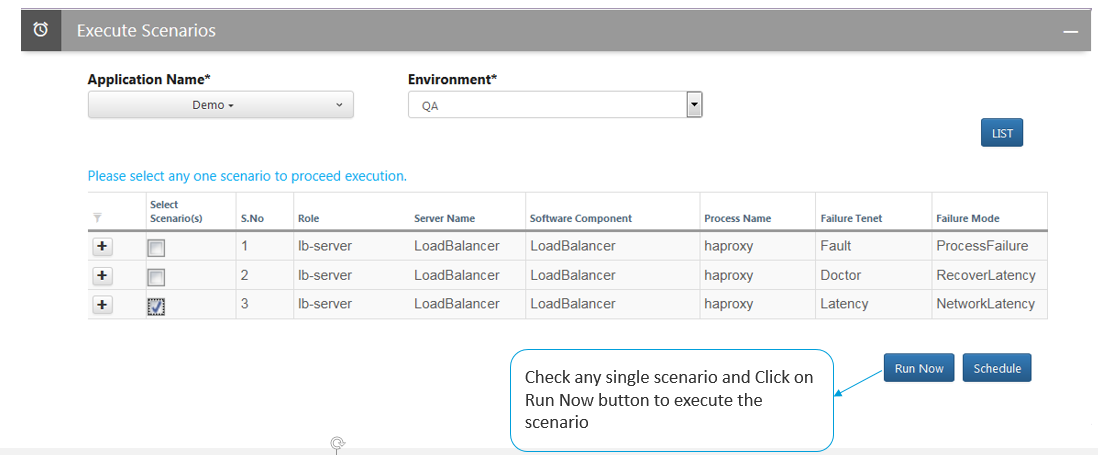 Execute Scenarios
Application Name* Environment*
Demo QA
LIST
Please select any one scenario to proceed execution.
Select
Scenario(s) S.No Role Server Name Software Component Process Name Failure Tenet Failure Mode
+ 1 lb-server LoadBalancer LoadBalancer haproxy Fault ProcessFailure
+ 2 lb-server LoadBalancer LoadBalancer haproxy Doctor RecoverLatency
+ 3 lb-server LoadBalancer LoadBalancer haproxy Latency NetworkLatency
Run Now Schedule
Check any single scenario and Click on
Run Now button to execute the
scenario